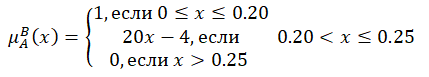 1, если 0 ≤ x ≤ 0.20
μ_A^B(x) = { 20x − 4, если 0.20 < x ≤ 0.25
0, если x > 0.25